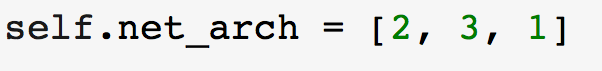 self.net_arch = [2, 3, 1]